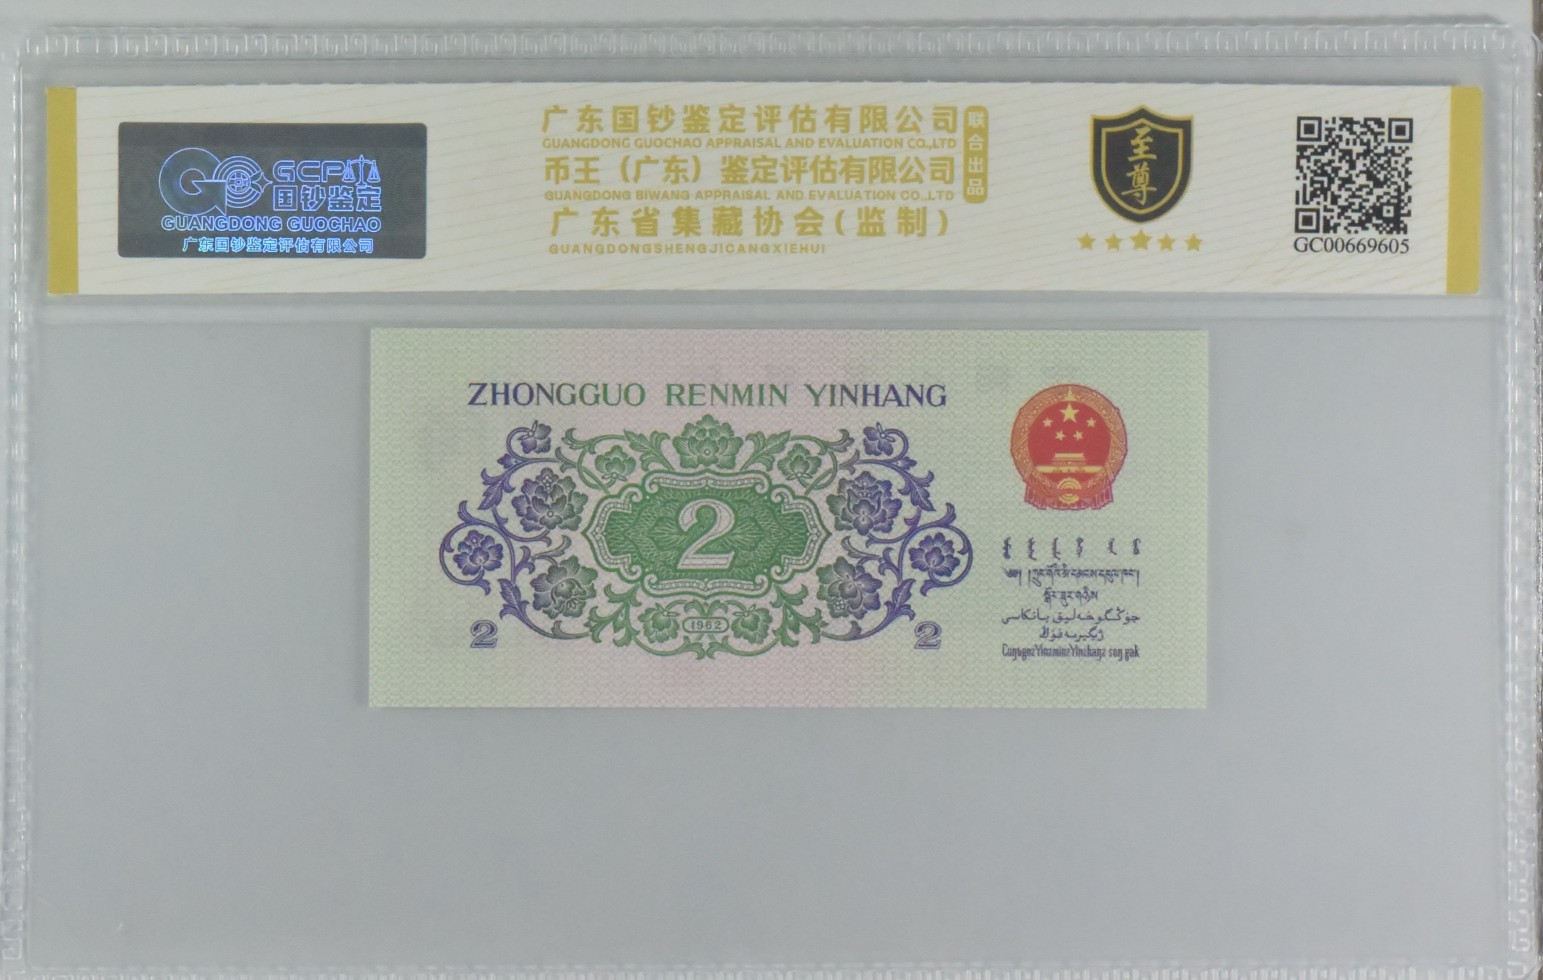 GCP
国钞鉴定
GUANGDONG GUOCHAO
广东国钞鉴定评估有限公司
广东国钞鉴定评估有限公司
GUANGDONG GUOCHAO APPRAISAL AND EVALUATION CO.,LTD
币王（广东）鉴定评估有限公司
GUANGDONG BIWANG APPRAISAL AND EVALUATION CO.,LTD
广东省集藏协会(监制)
GUANGDONGSHENGJICANGXIEHUI
联合出品
至尊
GC00669605
ZHONGGUO RENMIN YINHANG
2
1962
2 2
جۇڭگوخەلىق بانكاسى